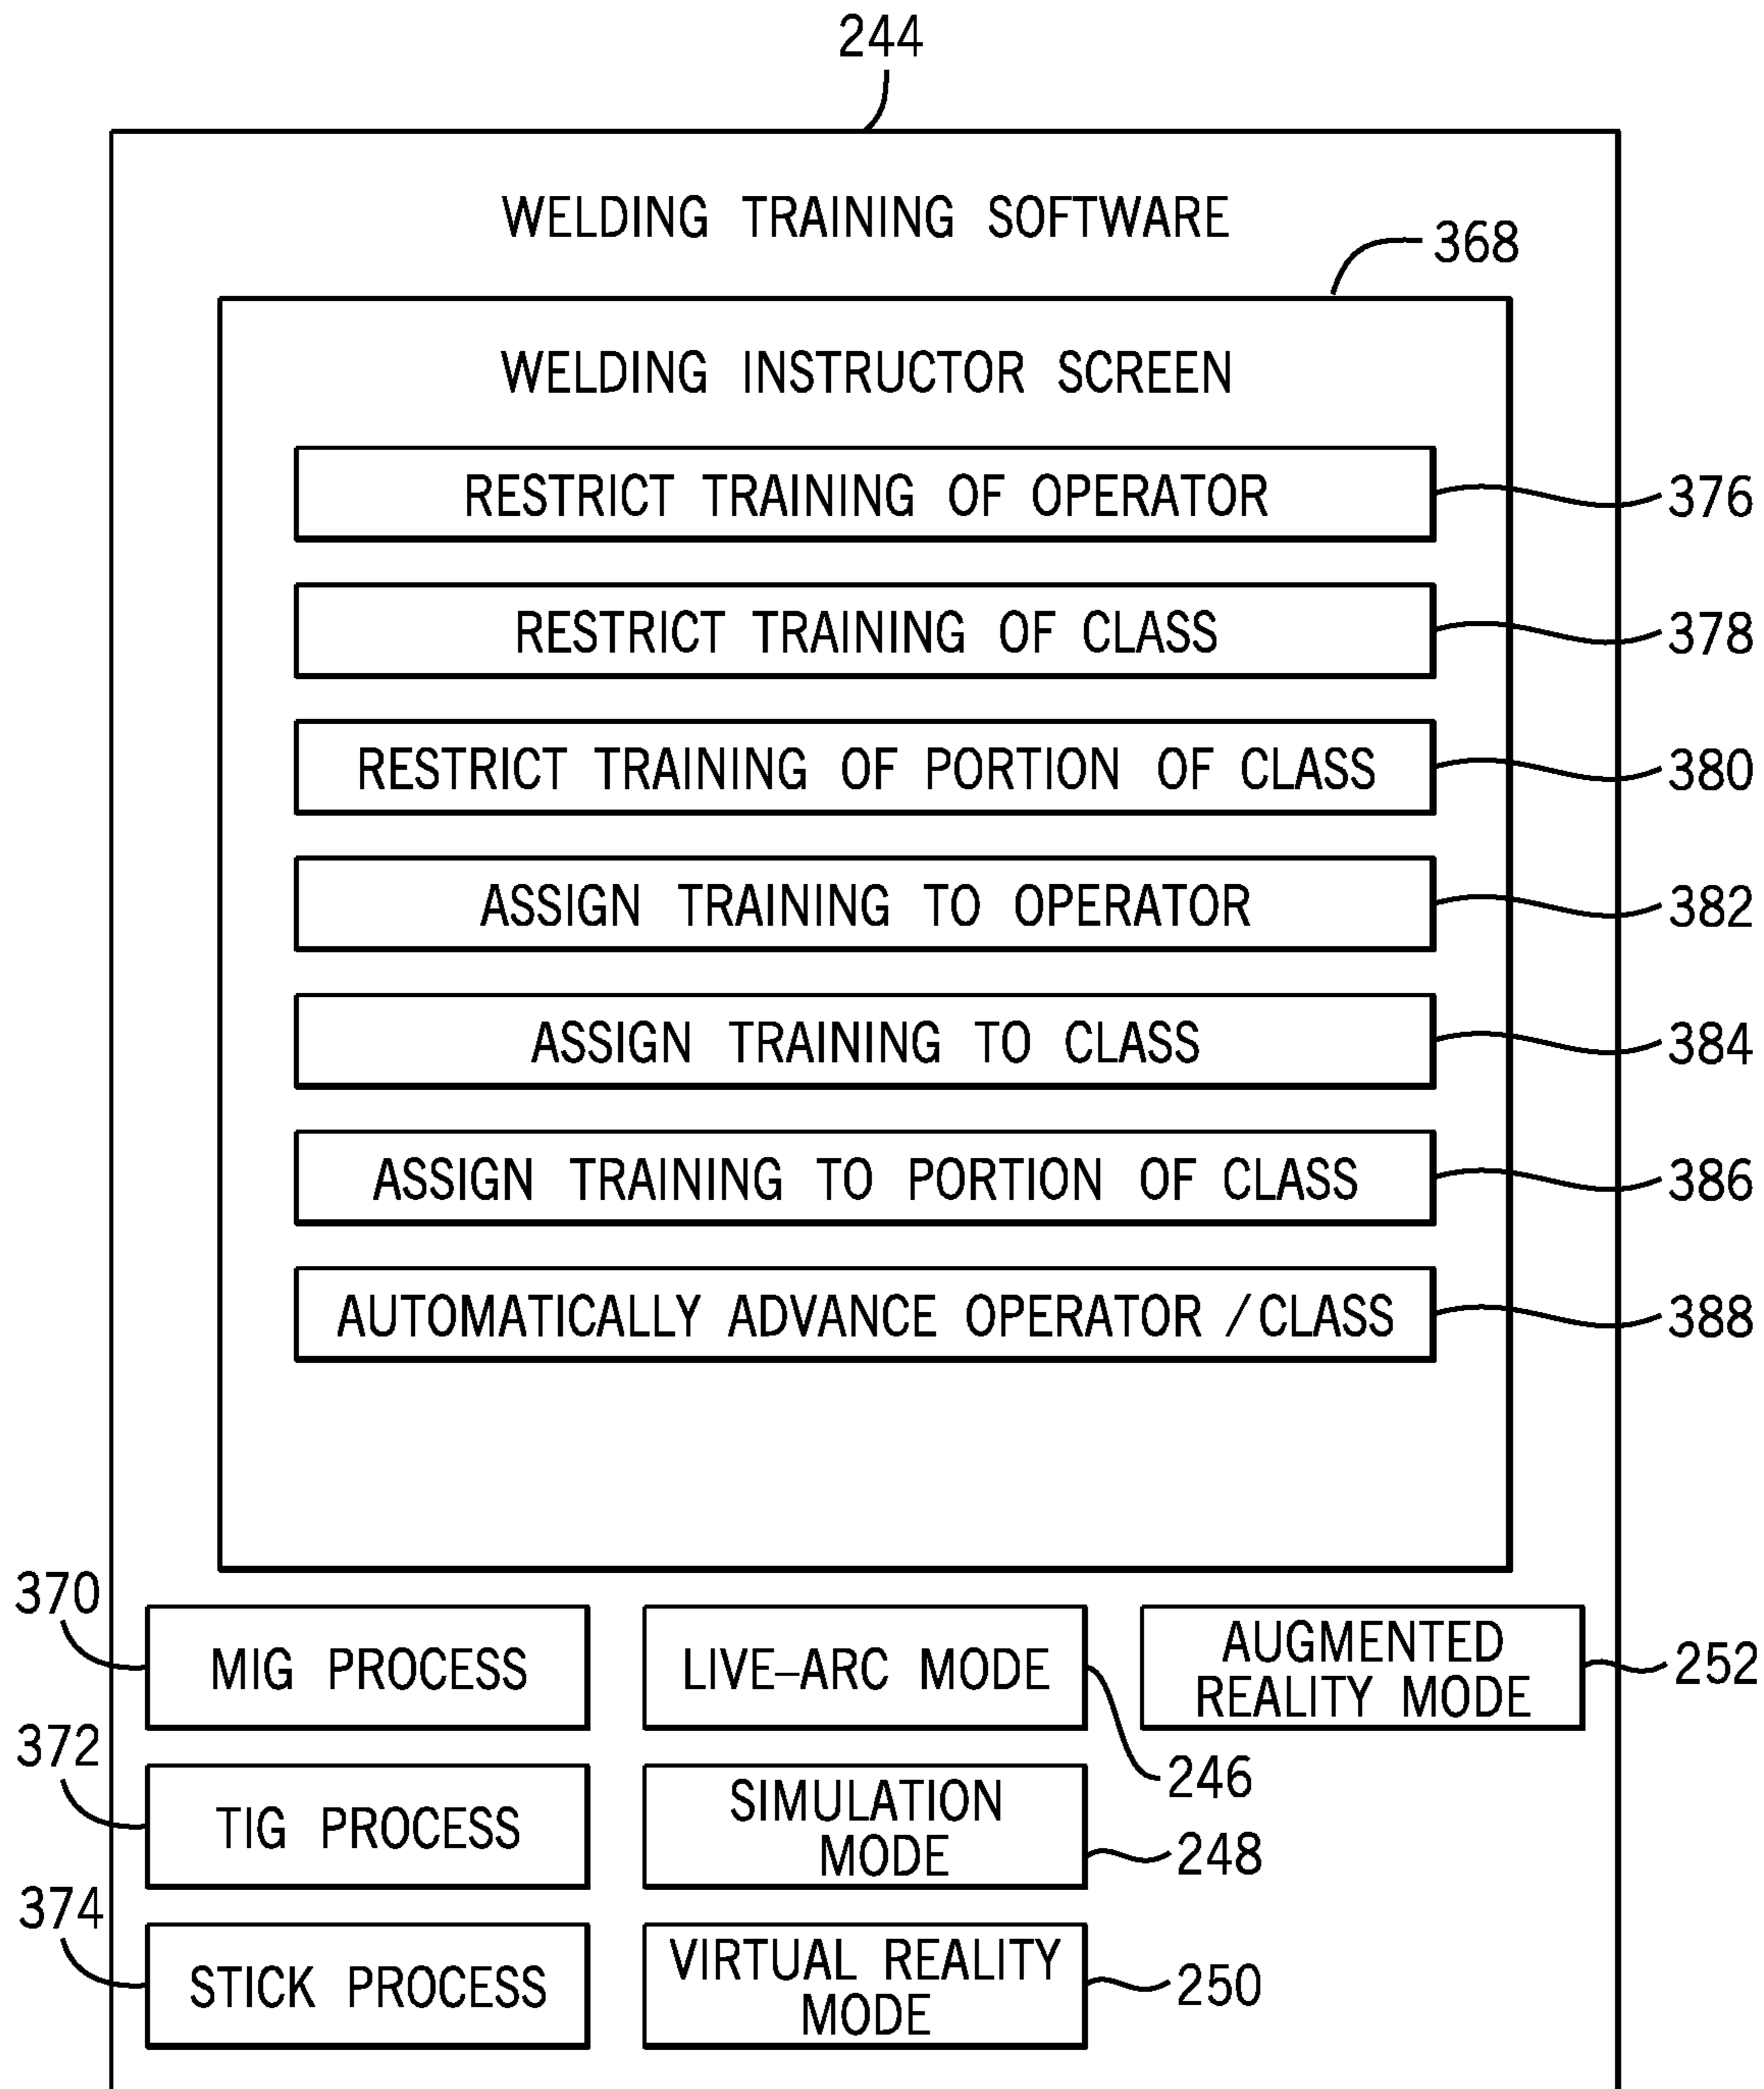 244
WELDING TRAINING SOFTWARE
368
WELDING INSTRUCTOR SCREEN
RESTRICT TRAINING OF OPERATOR
376
RESTRICT TRAINING OF CLASS
378
RESTRICT TRAINING OF PORTION OF CLASS
380
ASSIGN TRAINING TO OPERATOR
382
ASSIGN TRAINING TO CLASS
384
ASSIGN TRAINING TO PORTION OF CLASS
386
AUTOMATICALLY ADVANCE OPERATOR / CLASS
388
370
MIG PROCESS
LIVE-ARC MODE
246
AUGMENTED
REALITY MODE
252
372
TIG PROCESS
SIMULATION
MODE
248
374
STICK PROCESS
VIRTUAL REALITY
MODE
250